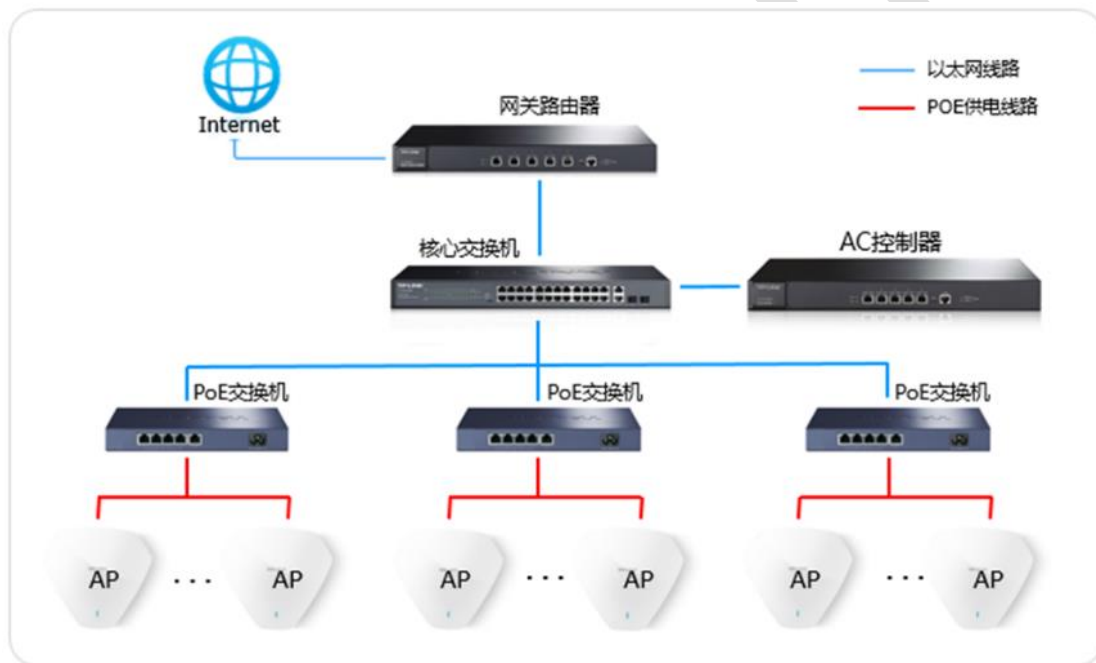 以太网线路
POE供电线路
Internet
网关路由器
核心交换机
AC控制器
PoE交换机
PoE交换机
PoE交换机
AP
...
AP
AP
...
AP
AP
...
AP